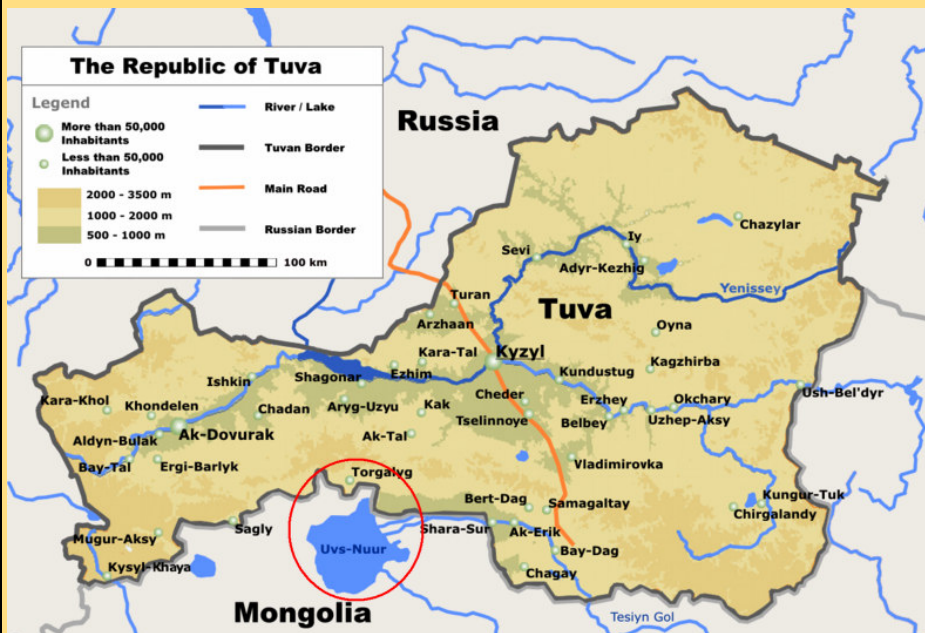 The Republic of Tuva
Legend
More than 50,000
Inhabitants
Less than 50,000
Inhabitants
2000 - 3500 m
1000 - 2000 m
500 - 1000 m
River / Lake
Tuvan Border
Main Road
Russian Border
0 100 km
Russia
Chazylar
Iy
Sevi
Adyr-Kezhig
Yenissey
Turan
Tuva
Arzhaan
Oyna
Kyzyl
Kara-Tal
Kagzhirba
Ezhim
Kundustug
Ishkin
Shagonar
Ush-Bel'dyr
Kara-Khol
Cheder
Erzhey
Okchary
Khondelen
Chadan
Aryg-Uzyu
Kak
Tselinnoye
Belbey
Uzhep-Aksy
Ak-Dovurak
Aldyn-Bulak
Ak-Tal
Bay-Tal
Ergi-Barlyk
Vladimirovka
Torgalyg
Bert-Dag
Samagaltay
Kungur-Tuk
Chirgalandy
Sagly
Shara-Sur
Ak-Erik
Mugur-Aksy
Uvs-Nuur
Bay-Dag
Kysyl-Khaya
Chagay
Mongolia
Tesiyn Gol